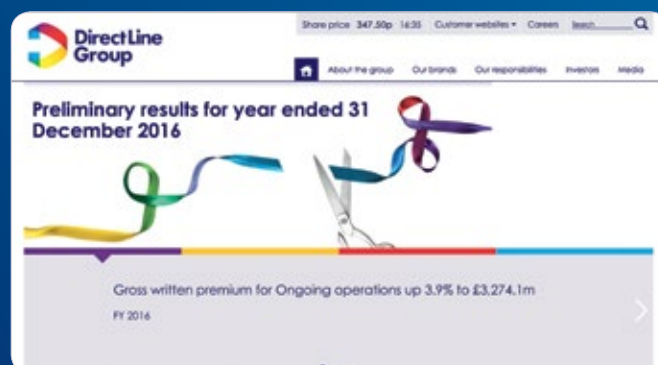 DirectLine
Group
Share price 347.50p 16:35 Customer websites Careers Search
About the group Our brands Our responsibilities Investors Media
Preliminary results for year ended 31
December 2016
Gross written premium for Ongoing operations up 3.9% to £3,274.1m
FY 2016